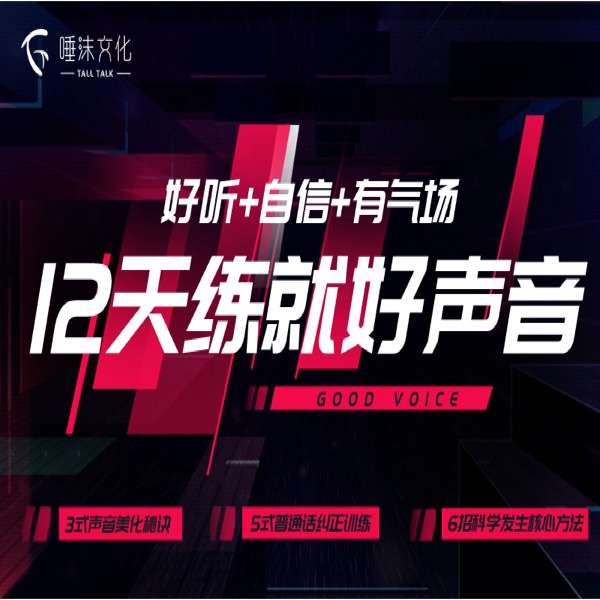 唾沫文化
TALL TALK
好听+自信+有气场
12天练就好声音
GOOD VOICE
3式声音美化秘诀
5式普通话纠正训练
6招科学发生核心方法